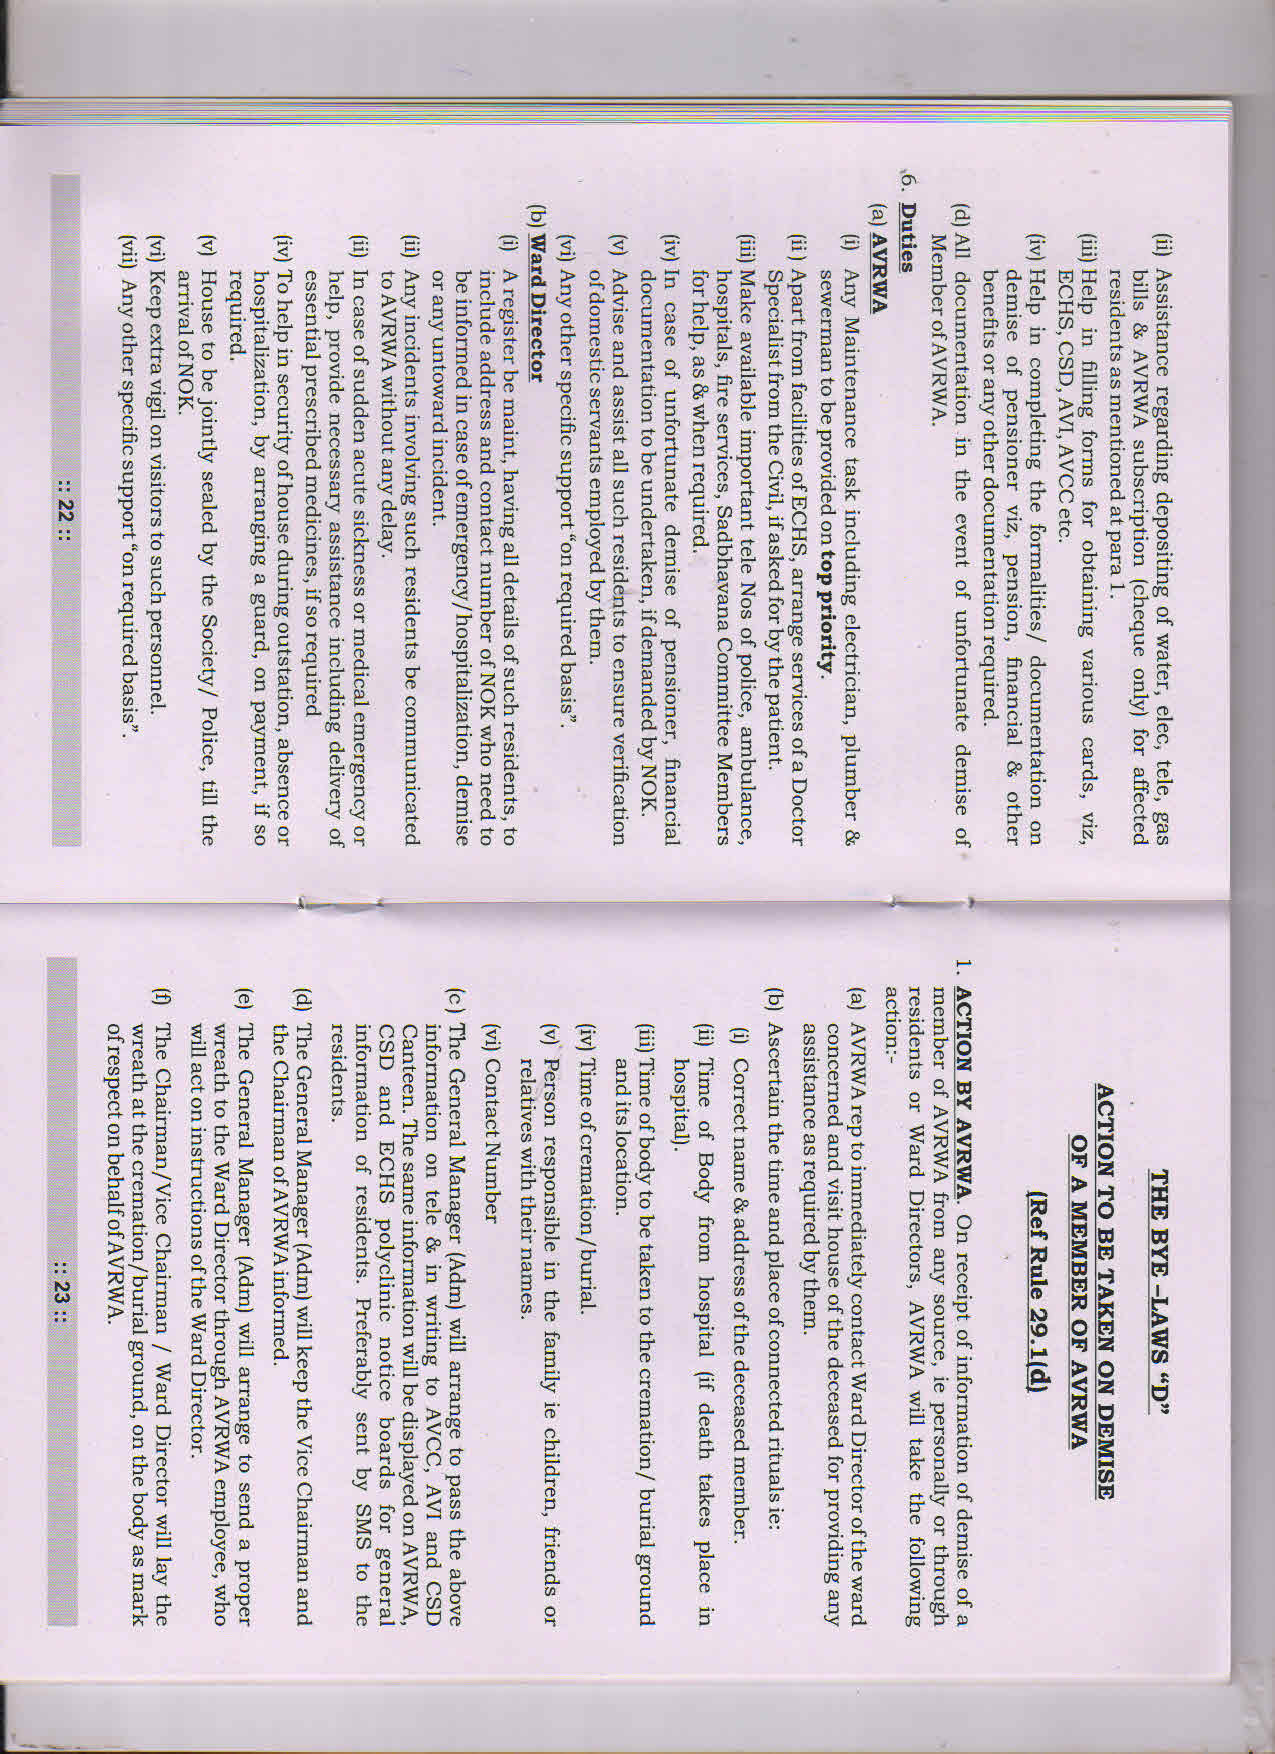 (ii) Assistance regarding depositing of water, elec, tele, gas
bills & AVRWA subscription (cheque only) for affected
residents as mentioned at para 1.
(iii) Help in filling forms for obtaining various cards, viz,
ECHS, CSD, AVI, AVCC etc.
(iv) Help in completing the formalities/ documentation on
demise of pensioner viz, pension, financial & other
benefits or any other documentation required.
(d) All documentation in the event of unfortunate demise of
Member of AVRWA.
6. Duties
(a) AVRWA
(i) Any Maintenance task including electrician, plumber &
sewerman to be provided on top priority.
(ii) Apart from facilities of ECHS, arrange services of a Doctor
Specialist from the Civil, if asked for by the patient.
(iii) Make available important tele Nos of police, ambulance,
hospitals, fire services, Sadbhavana Committee Members
for help, as & when required.
(iv) In case of unfortunate demise of pensioner, financial
documentation to be undertaken, if demanded by NOK.
(v) Advise and assist all such residents to ensure verification
of domestic servants employed by them.
(vi) Any other specific support “on required basis”.
(b) Ward Director
(i) A register be maint, having all details of such residents, to
include address and contact number of NOK who need to
be informed in case of emergency/hospitalization, demise
or any untoward incident.
(ii) Any incidents involving such residents be communicated
to AVRWA without any delay.
(ii) In case of sudden acute sickness or medical emergency or
help, provide necessary assistance including delivery of
essential prescribed medicines, if so required
(iv) To help in security of house during outstation, absence or
hospitalization, by arranging a guard, on payment, if so
required.
(v) House to be jointly sealed by the Society/ Police, till the
arrival of NOK.
(vi) Keep extra vigil on visitors to such personnel.
(vii) Any other specific support “on required basis”.
:: 22 ::
THE BYE –LAWS “D”
ACTION TO BE TAKEN ON DEMISE
OF A MEMBER OF AVRWA
(Ref Rule 29.1(d)
1. ACTION BY AVRWA. On receipt of information of demise of a
member of AVRWA from any source, ie personally or through
residents or Ward Directors, AVRWA will take the following
action:-
(a) AVRWA rep to immediately contact Ward Director of the ward
concerned and visit house of the deceased for providing any
assistance as required by them.
(b) Ascertain the time and place of connected rituals ie:
(i) Correct name & address of the deceased member.
(ii) Time of Body from hospital (if death takes place in
hospital).
(iii) Time of body to be taken to the cremation/ burial ground
and its location.
(iv) Time of cremation/burial.
(v) Person responsible in the family ie children, friends or
relatives with their names.
(vi) Contact Number
(c) The General Manager (Adm) will arrange to pass the above
information on tele & in writing to AVCC, AVI and CSD
Canteen. The same information will be displayed on AVRWA,
CSD and ECHS polyclinic notice boards for general
information of residents. Preferably sent by SMS to the
residents.
(d) The General Manager (Adm) will keep the Vice Chairman and
the Chairman of AVRWA informed.
(e) The General Manager (Adm) will arrange to send a proper
wreath to the Ward Director through AVRWA employee, who
will act on instructions of the Ward Director.
(f) The Chairman/Vice Chairman / Ward Director will lay the
wreath at the cremation/burial ground, on the body as mark
of respect on behalf of AVRWA.
:: 23 ::